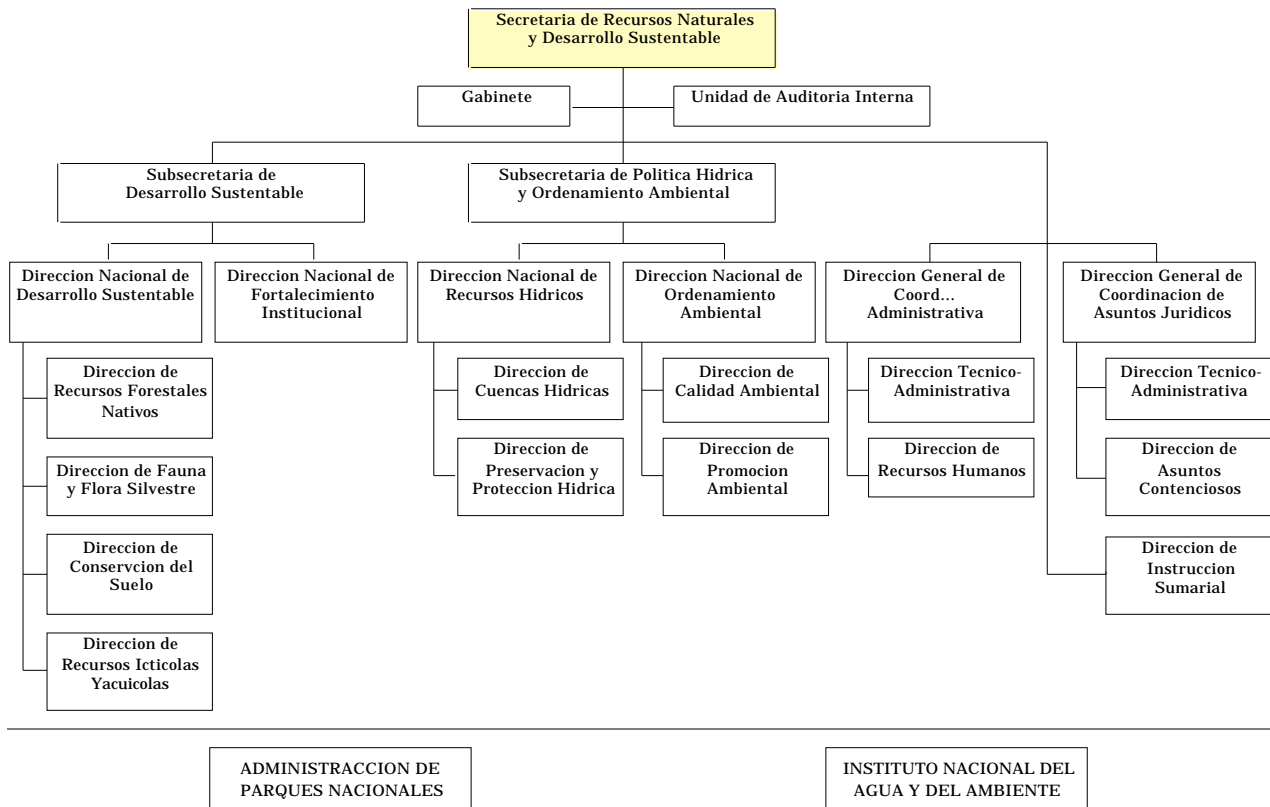 Secretaria de Recursos Naturales
y Desarrollo Sustentable
Gabinete
Unidad de Auditoria Interna
Subsecretaria de
Desarrollo Sustentable
Subsecretaria de Politica Hidrica
y Ordenamiento Ambiental
Direccion Nacional de
Desarrollo Sustentable
Direccion Nacional de
Fortalecimiento
Institucional
Direccion Nacional de
Recursos Hidricos
Direccion Nacional de
Ordenamiento
Ambiental
Direccion General de
Coord...
Administrativa
Direccion General de
Coordinacion de
Asuntos Juridicos
Direccion de
Recursos Forestales
Nativos
Direccion de Fauna
y Flora Silvestre
Direccion de
Conservcion del
Suelo
Direccion de
Recursos Icticolas
Yacuicolas
Direccion de
Cuencas Hidricas
Direccion de
Preservacion y
Proteccion Hidrica
Direccion de
Calidad Ambiental
Direccion de
Promocion
Ambiental
Direccion Tecnico-
Administrativa
Direccion de
Recursos Humanos
Direccion Tecnico-
Administrativa
Direccion de
Asuntos
Contenciosos
Direccion de
Instruccion
Sumarial
ADMINISTRACCION DE
PARQUES NACIONALES
INSTITUTO NACIONAL DEL
AGUA Y DEL AMBIENTE